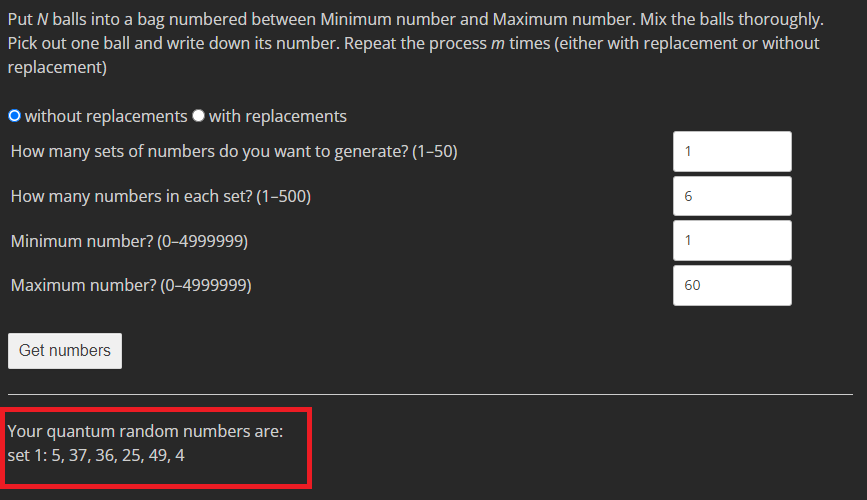 Put N balls into a bag numbered between Minimum number and Maximum number. Mix the balls thoroughly.
Pick out one ball and write down its number. Repeat the process m times (either with replacement or without
replacement)
without replacements with replacements
How many sets of numbers do you want to generate? (1–50) 1
How many numbers in each set? (1–500) 6
Minimum number? (0–4999999) 1
Maximum number? (0–4999999) 60
Get numbers
Your quantum random numbers are:
set 1: 5, 37, 36, 25, 49, 4